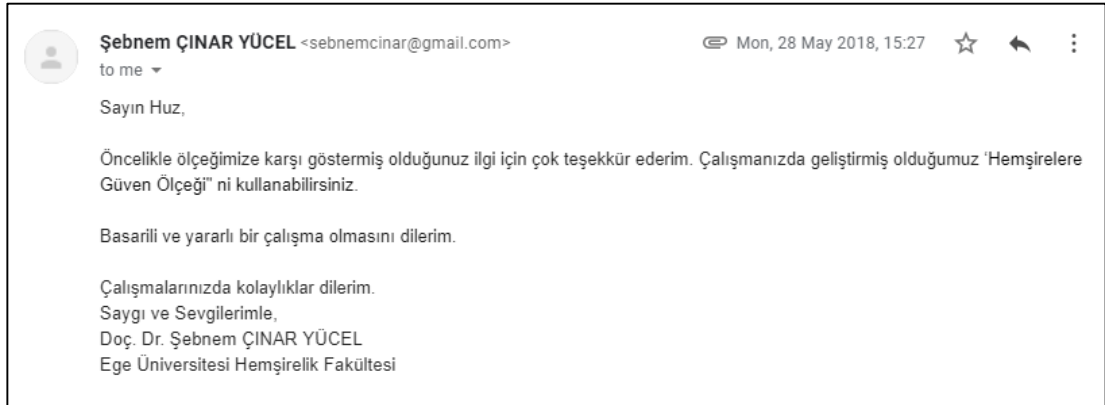 Şebnem ÇINAR YÜCEL <sebnemcinar@gmail.com> Mon, 28 May 2018, 15:27
to me
Sayın Huz,
Öncelikle ölçeğimize karşı göstermiş olduğunuz ilgi için çok teşekkür ederim. Çalışmanızda geliştirmiş olduğumuz ‘Hemşirelere
Güven Ölçeği" ni kullanabilirsiniz.
Basarili ve yararlı bir çalışma olmasını dilerim.
Çalışmalarınızda kolaylıklar dilerim.
Saygı ve Sevgilerimle,
Doç. Dr. Şebnem ÇINAR YÜCEL
Ege Üniversitesi Hemşirelik Fakültesi